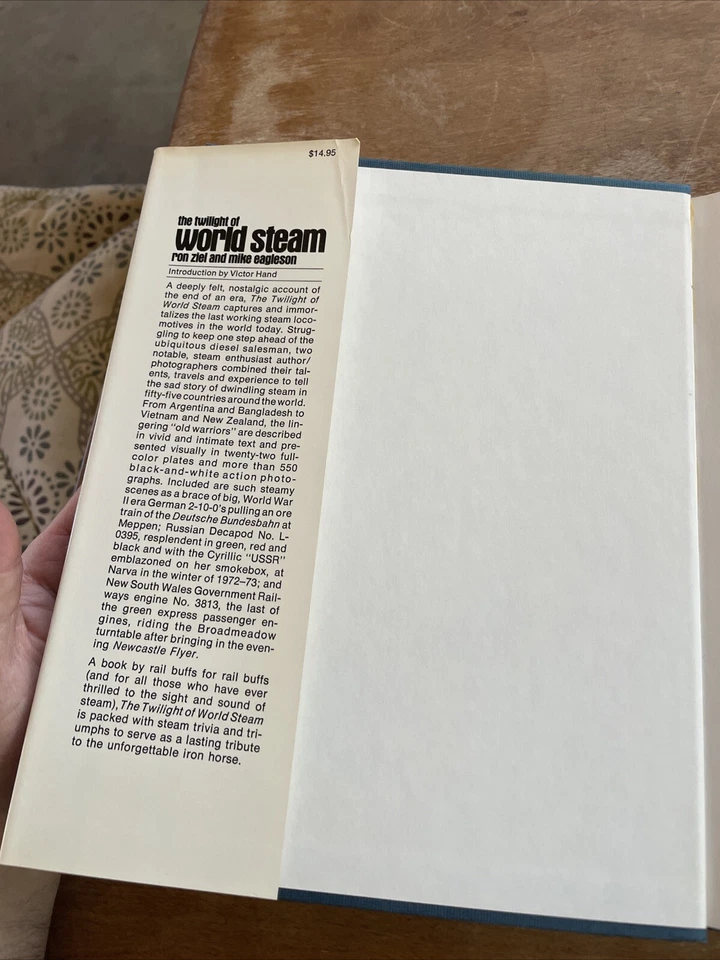 $14.95
the twilight of
world steam
ron ziel and mike eagleson
Introduction by Victor Hand
A deeply felt, nostalgic account of
the end of an era, The Twilight of
World Steam captures and immor-
talizes the last working steam loco-
motives in the world today. Strug-
gling to keep one step ahead of the
ubiquitous diesel salesman, two
notable, steam enthusiast author/
photographers combined their tal-
ents, travels and experience to tell
the sad story of dwindling steam in
fifty-five countries around the world.
From Argentina and Bangladesh to
Vietnam and New Zealand, the lin-
gering "old warriors" are described
in vivid and intimate text and pre-
sented visually in twenty-two full-
color plates and more than 550
black-and-white action photo-
graphs. Included are such steamy
scenes as a brace of big, World War
II era German 2-10-0's pulling an ore
train of the Deutsche Bundesbahn at
Meppen; Russian Decapod No. L-
0395, resplendent in green, red and
black and with the Cyrillic "USSR"
emblazoned on her smokebox, at
Narva in the winter of 1972–73; and
New South Wales Government Rail-
ways engine No. 3813, the last of
the green express passenger en-
gines, riding the Broadmeadow
turntable after bringing in the even-
ing Newcastle Flyer.
A book by rail buffs for rail buffs
(and for all those who have ever
thrilled to the sight and sound of
steam), The Twilight of World Steam
is packed with steam trivia and tri-
umphs to serve as a lasting tribute
to the unforgettable iron horse.